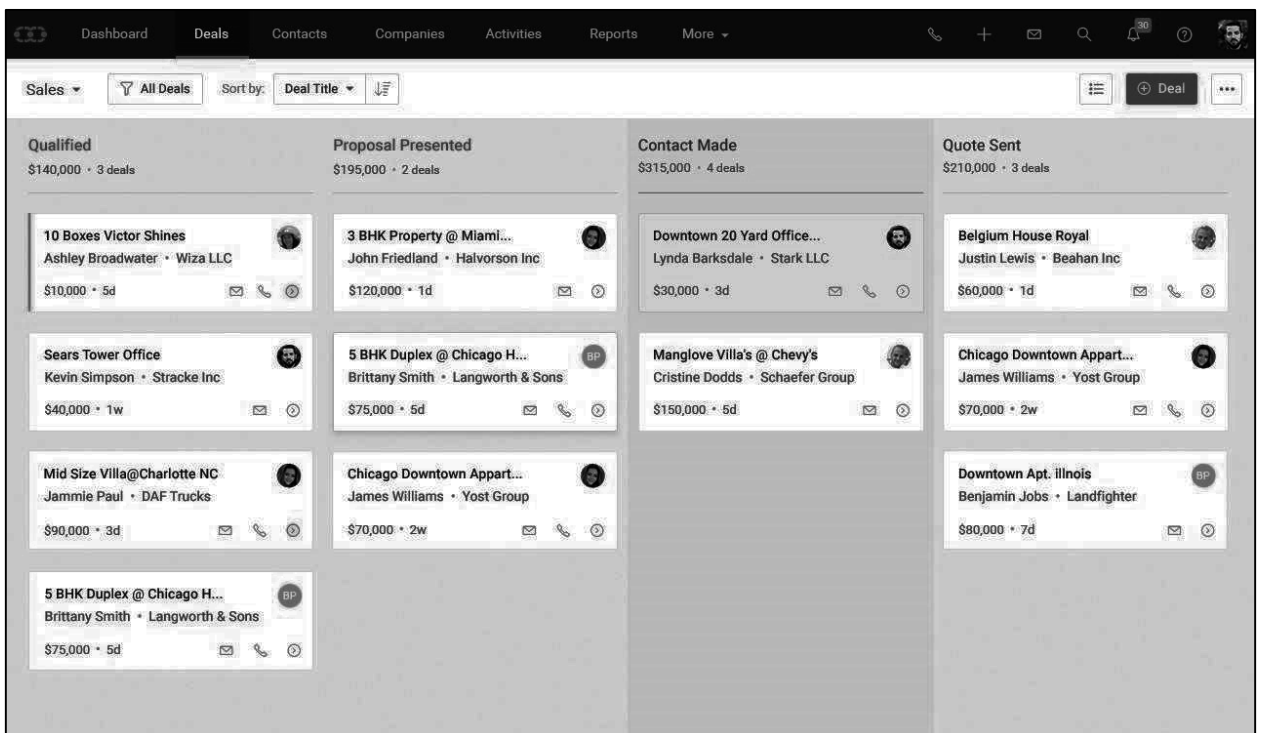 Dashboard Deals Contacts Companies Activities Reports More 30
Sales All Deals Sort by: Deal Title Deal
Qualified
$140,000 • 3 deals
10 Boxes Victor Shines
Ashley Broadwater • Wiza LLC
$10,000 • 5d
Sears Tower Office
Kevin Simpson • Stracke Inc
$40,000 • 1w
Mid Size Villa@Charlotte NC
Jammie Paul • DAF Trucks
$90,000 • 3d
5 BHK Duplex @ Chicago H...
BP
Brittany Smith • Langworth & Sons
$75,000 • 5d
Proposal Presented
$195,000 • 2 deals
3 BHK Property @ Miami...
John Friedland • Halvorson Inc
$120,000 • 1d
5 BHK Duplex @ Chicago H...
BP
Brittany Smith • Langworth & Sons
$75,000 • 5d
Chicago Downtown Appart...
James Williams • Yost Group
$70,000 • 2w
Contact Made
$315,000 • 4 deals
Downtown 20 Yard Office...
Lynda Barksdale • Stark LLC
$30,000 • 3d
Manglove Villa's @ Chevy's
Cristine Dodds • Schaefer Group
$150,000 • 5d
Quote Sent
$210,000 • 3 deals
Belgium House Royal
Justin Lewis • Beahan Inc
$60,000 • 1d
Chicago Downtown Appart...
James Williams • Yost Group
$70,000 • 2w
Downtown Apt. illnois
BP
Benjamin Jobs • Landfighter
$80,000 • 7d